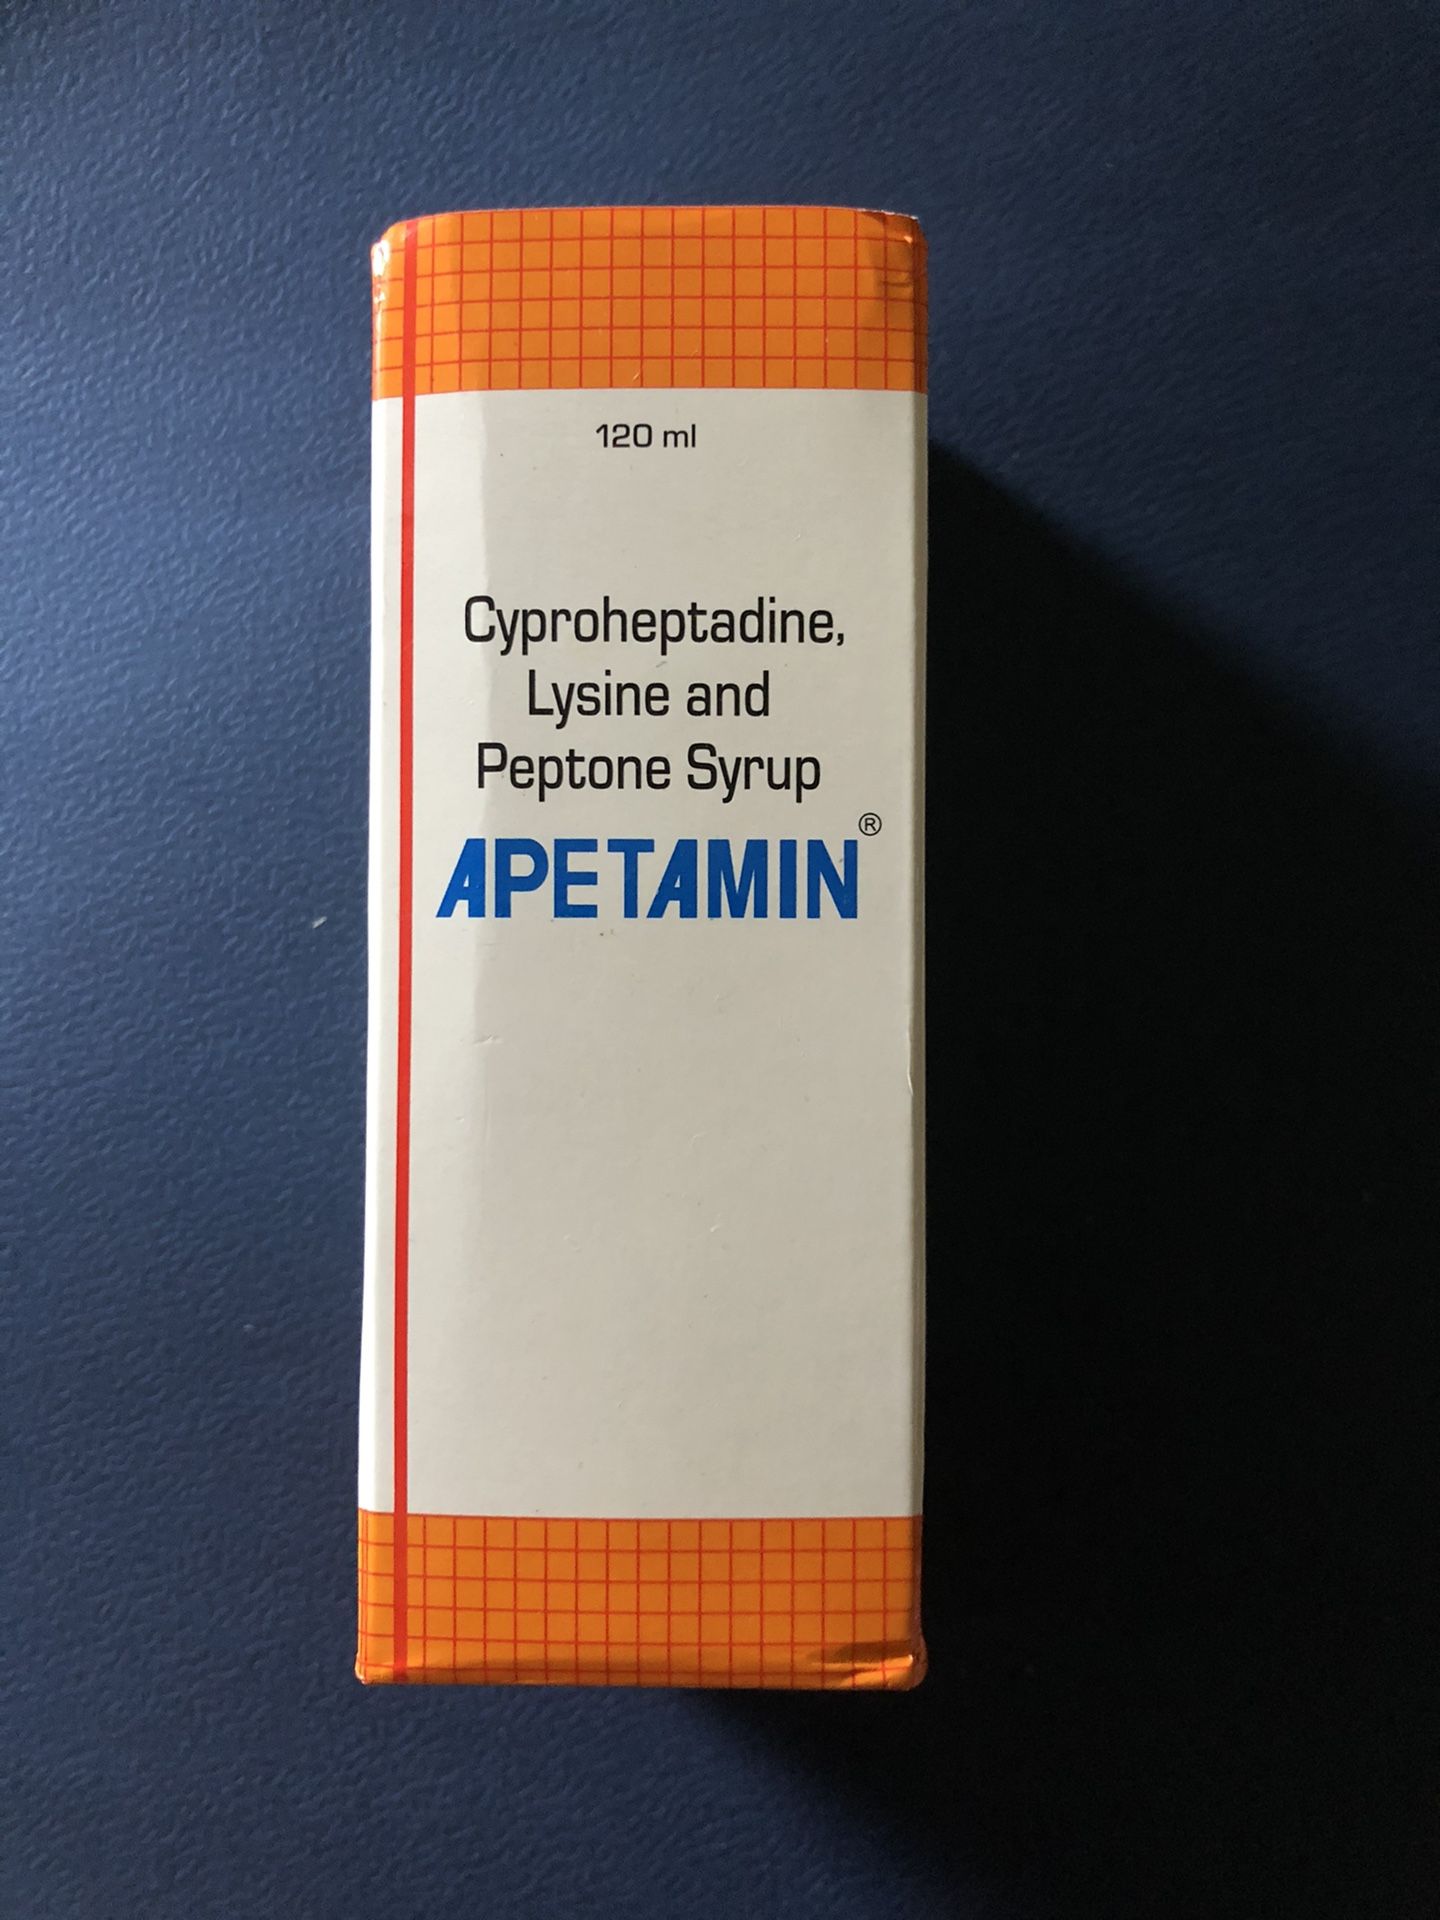 120 ml
Cyproheptadine,
Lysine and
Peptone Syrup
APETAMIN®